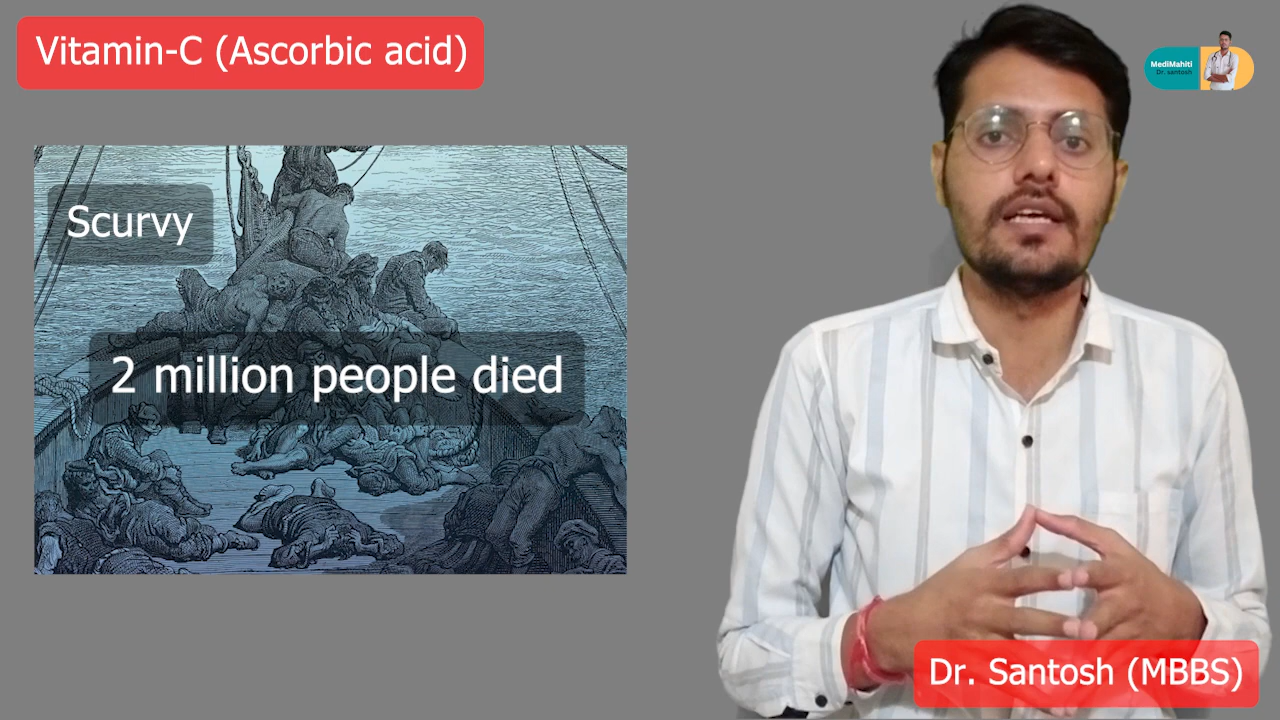 Vitamin-C (Ascorbic acid)
MediMahiti
Dr. santosh
Scurvy
2 million people died
Dr. Santosh (MBBS)